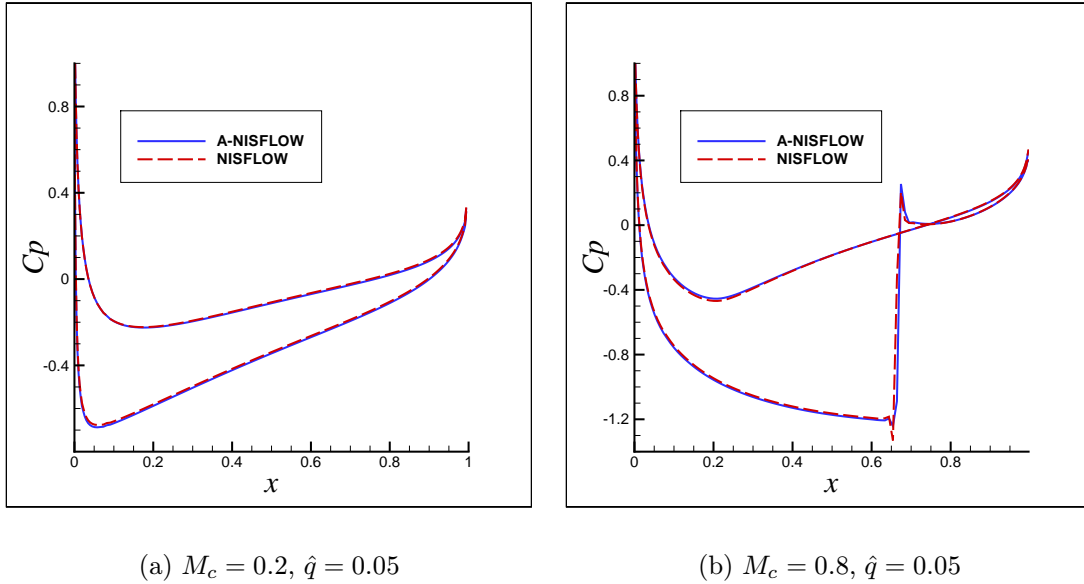 0.8
0.4
0
-0.4
Cp
A-NISFLOW
NISFLOW
0 0.2 0.4 0.6 0.8 1
x
0.8
0.4
0
-0.4
-0.8
-1.2
Cp
A-NISFLOW
NISFLOW
0 0.2 0.4 0.6 0.8
x
(a) $M_c = 0.2, \hat{q} = 0.05$
(b) $M_c = 0.8, \hat{q} = 0.05$